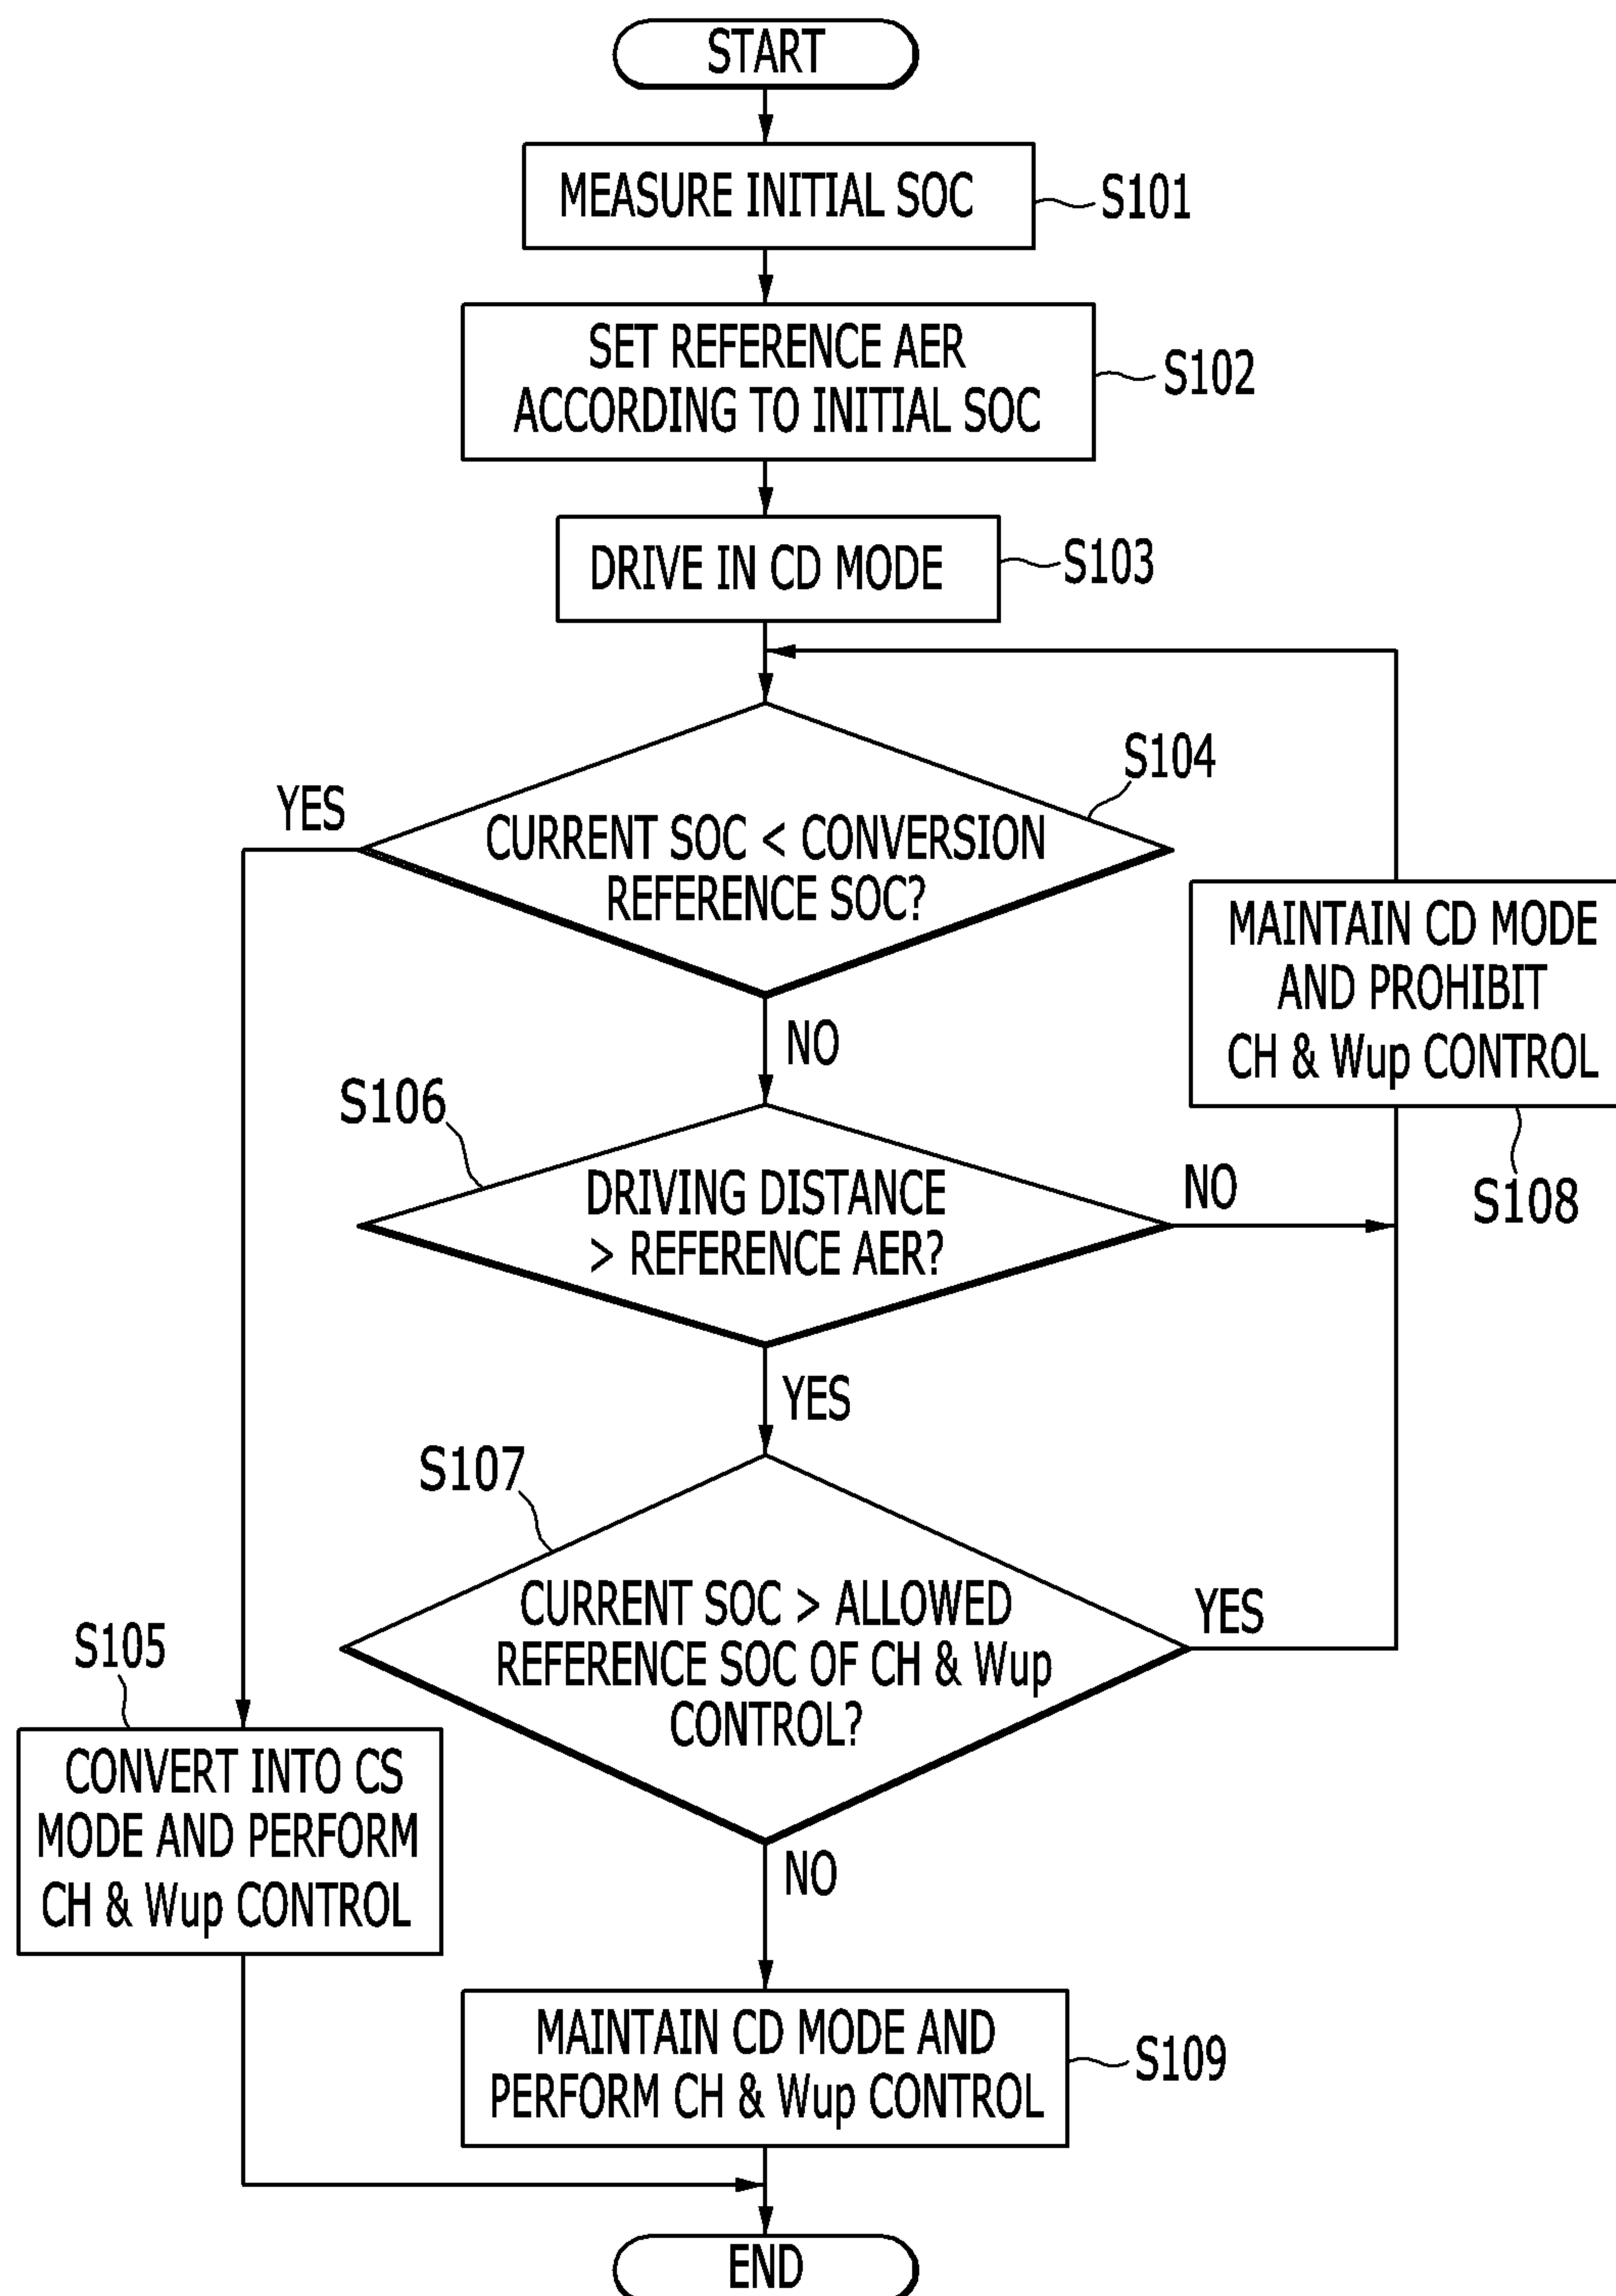 START
MEASURE INITIAL SOC
S101
SET REFERENCE AER
ACCORDING TO INITIAL SOC
S102
DRIVE IN CD MODE
S103
S104
YES
CURRENT SOC < CONVERSION
REFERENCE SOC?
MAINTAIN CD MODE
AND PROHIBIT
CH & Wup CONTROL
NO
S106
DRIVING DISTANCE
> REFERENCE AER?
NO
S108
YES
S107
CURRENT SOC > ALLOWED
REFERENCE SOC OF CH & Wup
CONTROL?
YES
S105
CONVERT INTO CS
MODE AND PERFORM
CH & Wup CONTROL
NO
MAINTAIN CD MODE AND
PERFORM CH & Wup CONTROL
S109
END